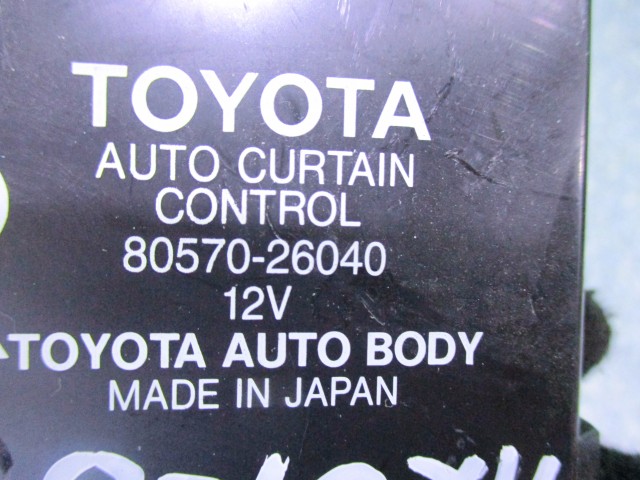 TOYOTA
AUTO CURTAIN
CONTROL
80570-26040
12V
TOYOTA AUTO BODY
MADE IN JAPAN